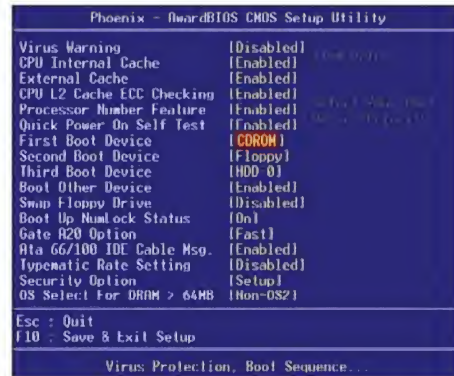 Phoenix - AwardBIOS CMOS Setup Utility
Virus Warning [Disabled]
CPU Internal Cache [Enabled]
External Cache [Enabled]
CPU L2 Cache ECC Checking [Enabled]
Processor Number Feature [Enabled]
Quick Power On Self Test [Enabled]
First Boot Device [CDROM]
Second Boot Device [Floppy]
Third Boot Device [HDD-0]
Boot Other Device [Enabled]
Swap Floppy Drive [Disabled]
Boot Up NumLock Status [On]
Gate A20 Option [Fast]
Ata 66/100 IDE Cable Msg. [Enabled]
Typematic Rate Setting [Disabled]
Security Option [Setup]
OS Select For DRAM > 64MB [Non-OS2]
Esc : Quit
F10 : Save & Exit Setup
Virus Protection, Boot Sequence...